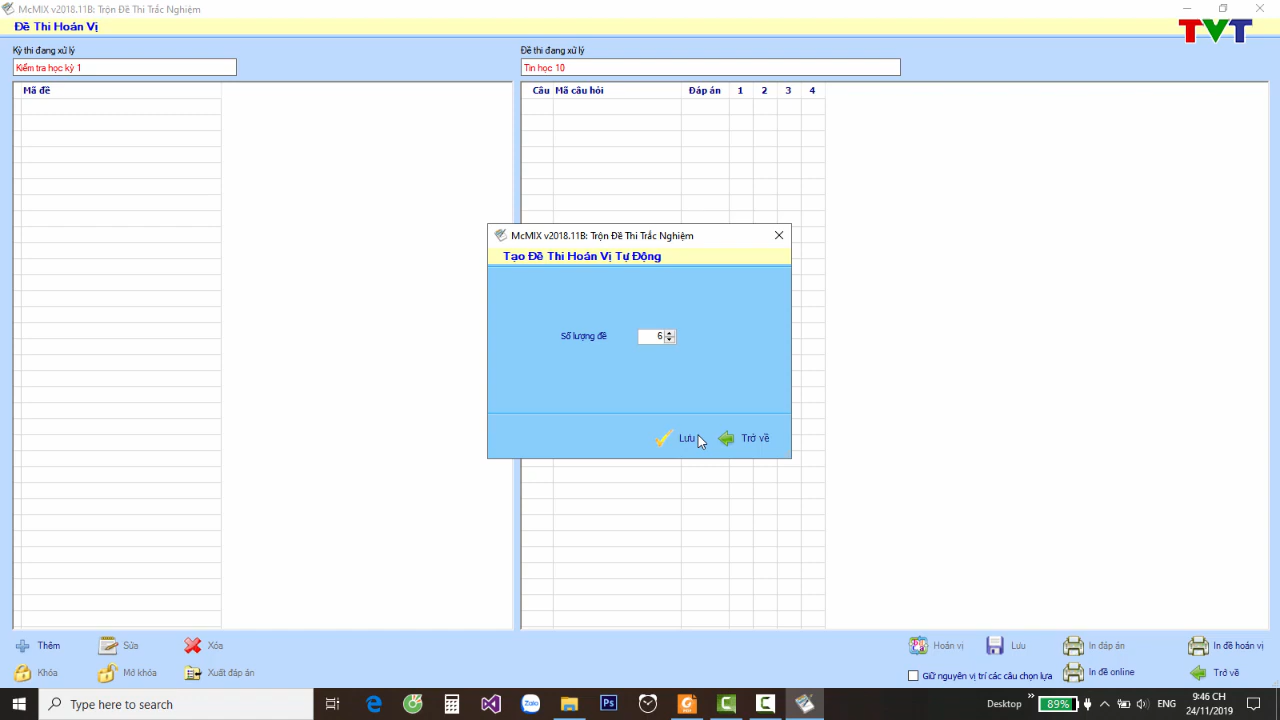 McMIX v2018.11B: Trộn Đề Thi Trắc Nghiệm
Đề Thi Hoán Vị
TVT
Kỳ thi đang xử lý
Đề thi đang xử lý
Kiểm tra học kỳ 1
Tin học 10
Mã đề
Câu Mã câu hỏi Đáp án 1 2 3 4
McMIX v2018.11B: Trộn Đề Thi Trắc Nghiệm
Tạo Đề Thi Hoán Vị Tự Động
Số lượng đề 6
Lưu Trở về
Thêm Sửa Xóa
Hoán vị Lưu In đáp án In đề hoán vị
Khóa Mở khóa Xuất đáp án
Giữ nguyên vị trí các câu chọn lựa In đề online Trở về
Type here to search
Zalo
Ps
PDF
Desktop
89%
ENG
9:46 CH
24/11/2019